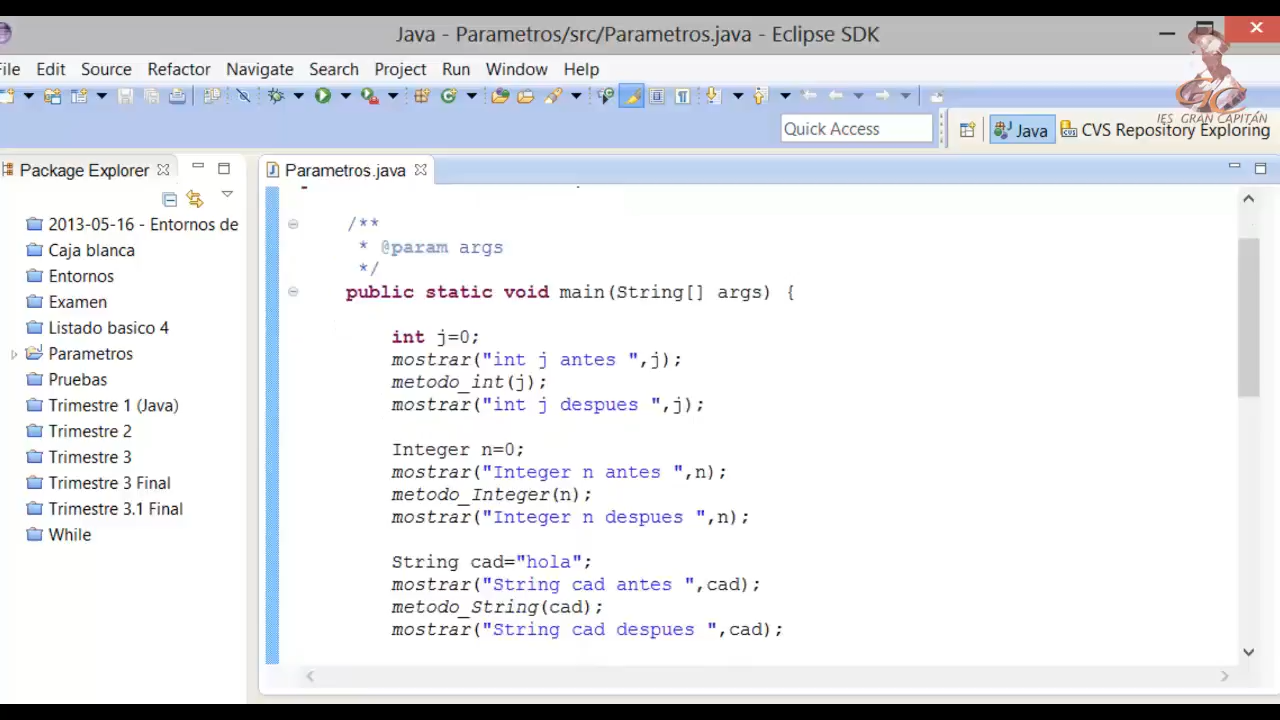 Java - Parametros/src/Parametros.java - Eclipse SDK
File Edit Source Refactor Navigate Search Project Run Window Help
IES GRAN CAPITÁN
Quick Access
Java
CVS Repository Exploring
Package Explorer
Parametros.java
2013-05-16 - Entornos de
Caja blanca
Entornos
Examen
Listado basico 4
Parametros
Pruebas
Trimestre 1 (Java)
Trimestre 2
Trimestre 3
Trimestre 3 Final
Trimestre 3.1 Final
While
/**
* @param args
*/
public static void main(String[] args) {
int j=0;
mostrar("int j antes ",j);
metodo_int(j);
mostrar("int j despues ",j);
Integer n=0;
mostrar("Integer n antes ",n);
metodo_Integer(n);
mostrar("Integer n despues ",n);
String cad="hola";
mostrar("String cad antes ",cad);
metodo_String(cad);
mostrar("String cad despues ",cad);